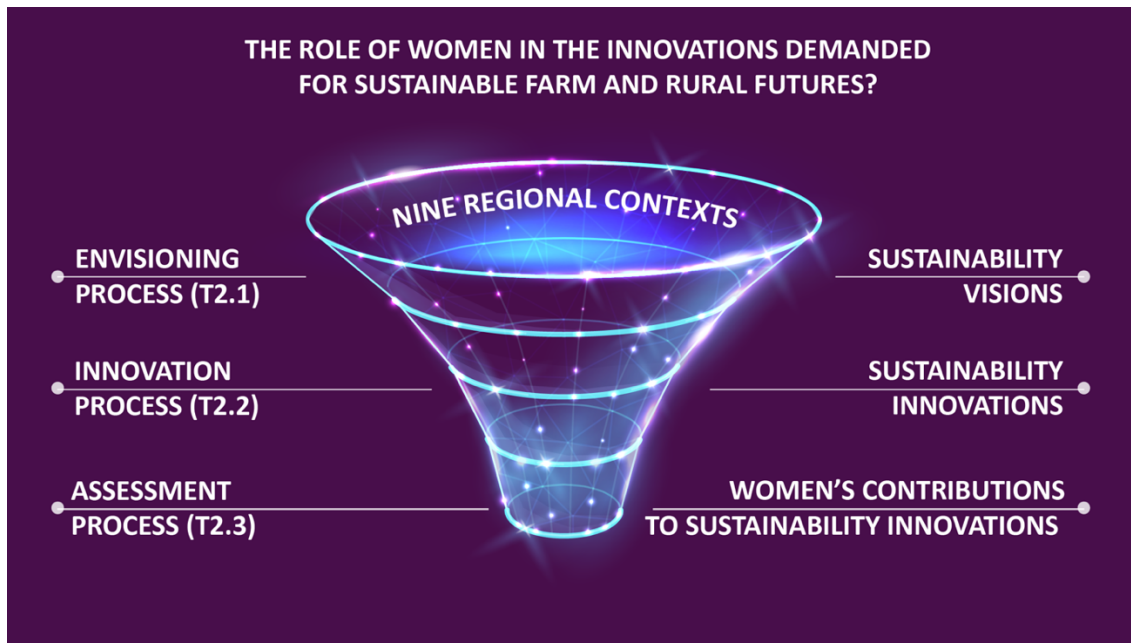 THE ROLE OF WOMEN IN THE INNOVATIONS DEMANDED
FOR SUSTAINABLE FARM AND RURAL FUTURES?
NINE REGIONAL CONTEXTS
ENVISIONING
PROCESS (T2.1)
SUSTAINABILITY
VISIONS
INNOVATION
PROCESS (T2.2)
SUSTAINABILITY
INNOVATIONS
ASSESSMENT
PROCESS (T2.3)
WOMEN’S CONTRIBUTIONS
TO SUSTAINABILITY INNOVATIONS